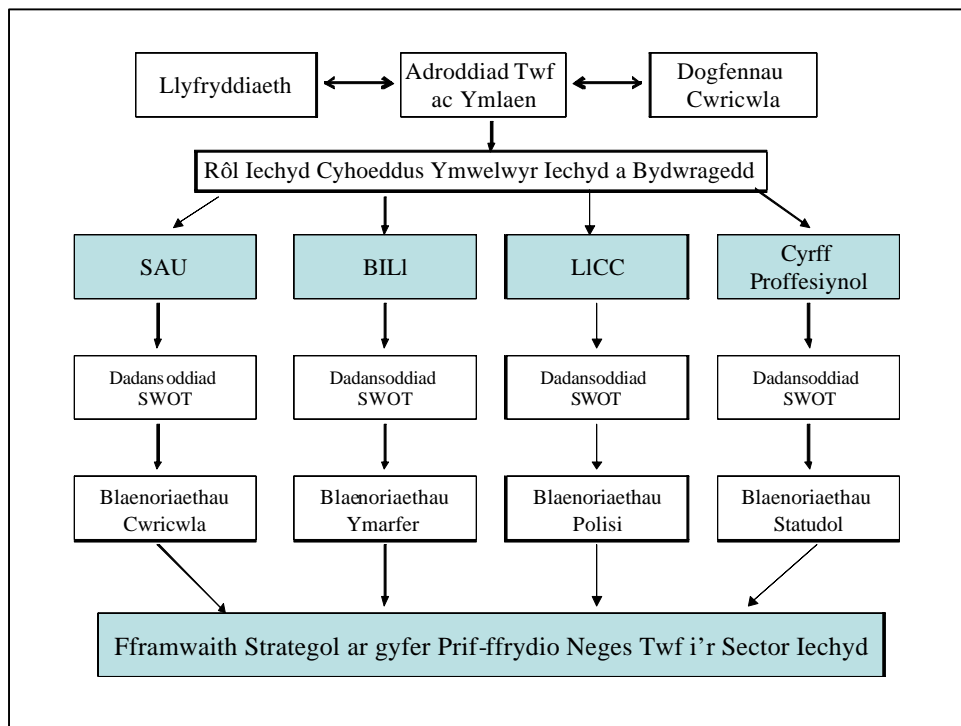 Llyfryddiaeth
Adroddiad Twf
ac Ymlaen
Dogfennau
Cwricwla
Rôl Iechyd Cyhoeddus Ymwelwyr Iechyd a Bydwragedd
SAU
BILl
LlCC
Cyrff
Proffesiynol
Dadansoddiad
SWOT
Dadansoddiad
SWOT
Dadansoddiad
SWOT
Dadansoddiad
SWOT
Blaenoriaethau
Cwricwla
Blaenoriaethau
Ymarfer
Blaenoriaethau
Polisi
Blaenoriaethau
Statudol
Fframwaith Strategol ar gyfer Prif-ffrydio Neges Twf i’r Sector Iechyd